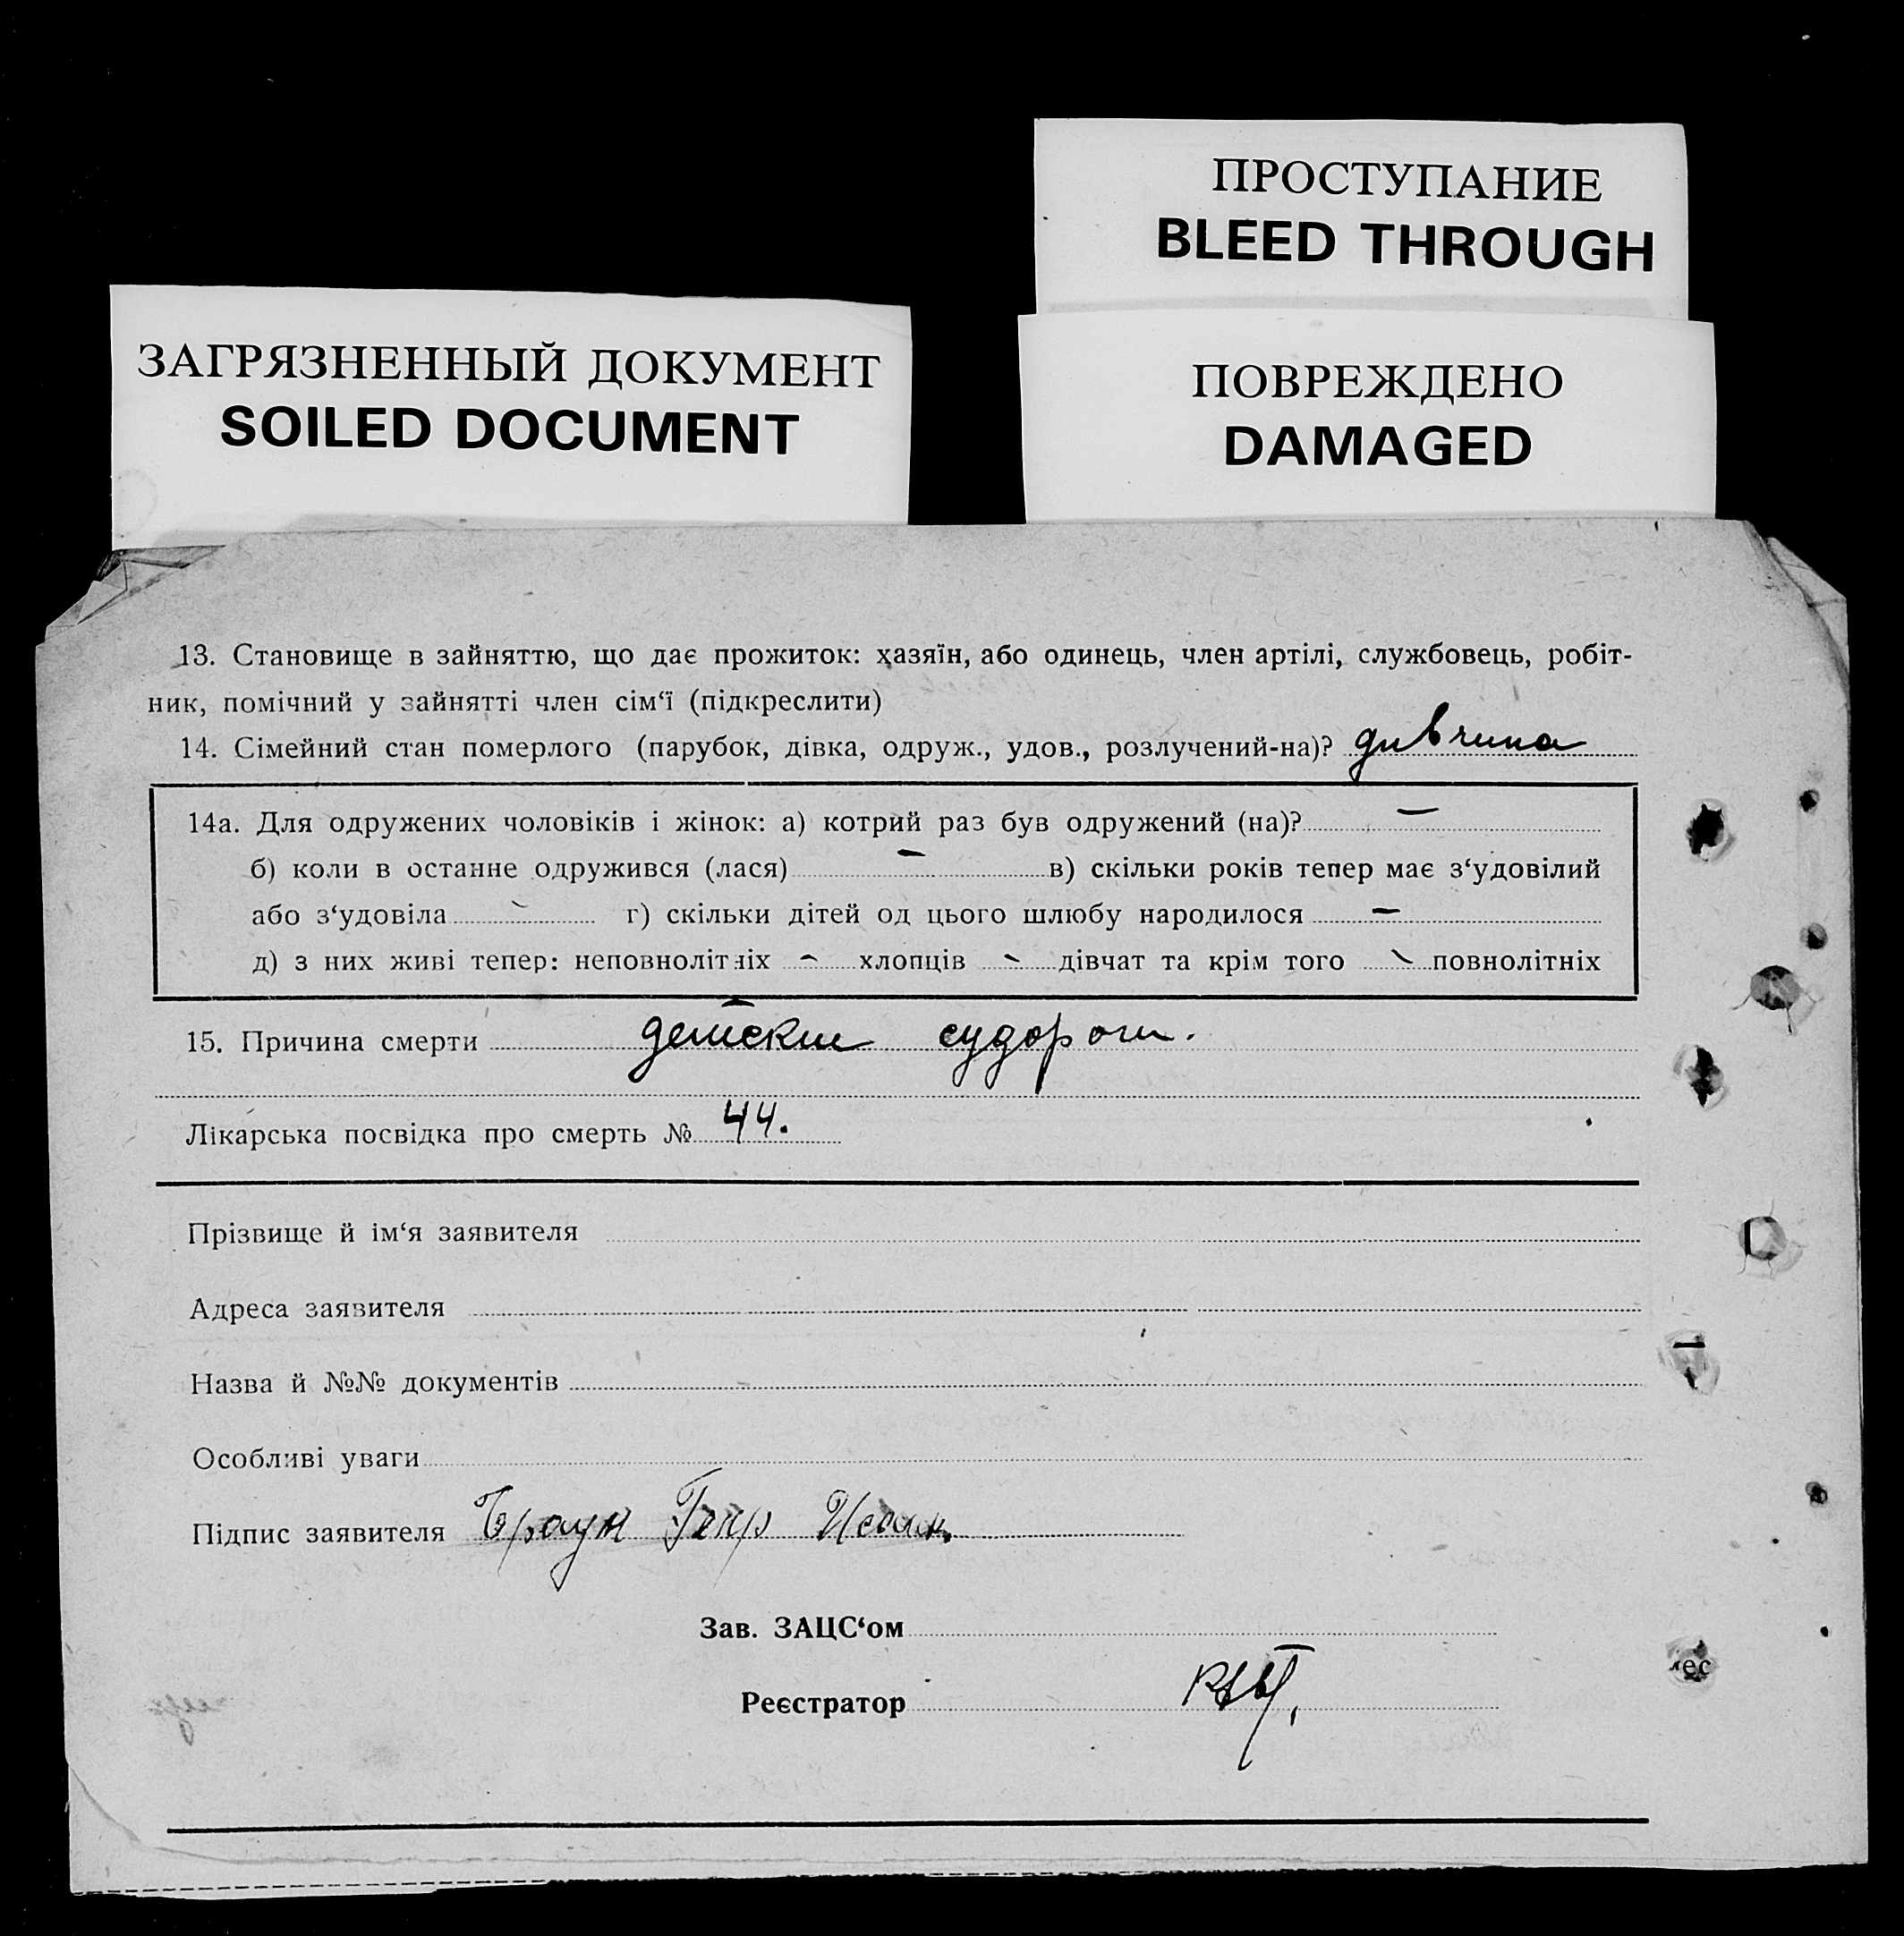 ПРОСТУПАНИЕ
BLEED THROUGH
ЗАГРЯЗНЕННЫЙ ДОКУМЕНТ
SOILED DOCUMENT
ПОВРЕЖДЕНО
DAMAGED
13. Становище в зайняттю, що дає прожиток: хазяїн, або одинець, член артілі, службовець, робіт-
ник, помічний у зайнятті член сім‘ї (підкреслити)
14. Сімейний стан померлого (парубок, дівка, одруж., удов., розлучений-на)? дивчина
14а. Для одружених чоловіків і жінок: а) котрий раз був одружений (на)? —
б) коли в останне одружився (лася) — в) скільки років тепер має з‘удовілий
або з‘удовіла — г) скільки дітей од цього шлюбу народилося —
д) з них живі тепер: неповнолітніх — хлопців — дівчат та крім того — повнолітніх
15. Причина смерти детские судороги.
Лікарська посвідка про смерть № 44.
Прізвище й ім‘я заявителя
Адреса заявителя
Назва й №№ документів
Особливі уваги
Підпис заявителя Браун Генр Исаак.
Зав. ЗАЦС‘ом
Реєстратор